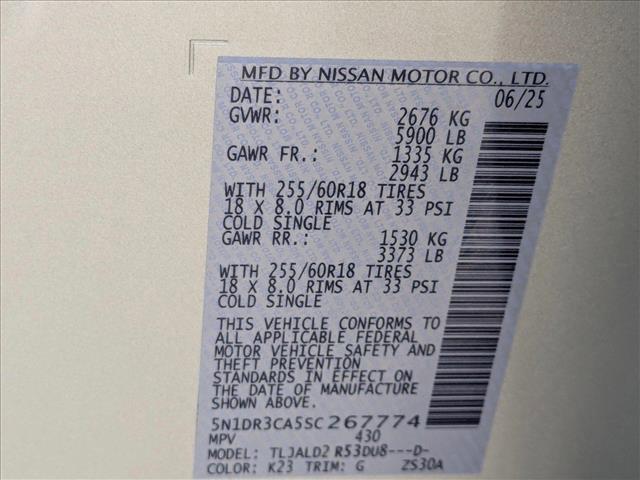 MFD BY NISSAN MOTOR CO., LTD.
DATE: 06/25
GVWR: 2676 KG
5900 LB
GAWR FR.: 1335 KG
2943 LB
WITH 255/60R18 TIRES
18 X 8.0 RIMS AT 33 PSI
COLD SINGLE
GAWR RR.: 1530 KG
3373 LB
WITH 255/60R18 TIRES
18 X 8.0 RIMS AT 33 PSI
COLD SINGLE
THIS VEHICLE CONFORMS TO
ALL APPLICABLE FEDERAL
MOTOR VEHICLE SAFETY AND
THEFT PREVENTION
STANDARDS IN EFFECT ON
THE DATE OF MANUFACTURE
SHOWN ABOVE.
5N1DR3CA5SC267774
MPV 430
MODEL: TLJALD2 R53DU8---D-
COLOR: K23 TRIM: G ZS30A